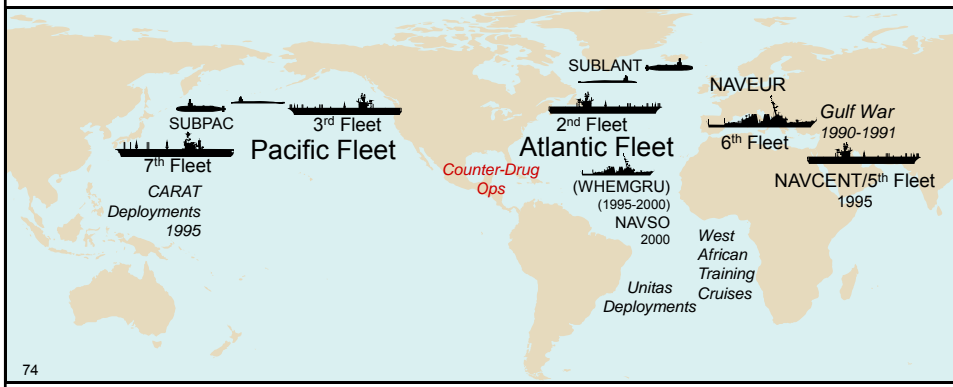 SUBPAC
7th Fleet
CARAT
Deployments
1995
3rd Fleet
Pacific Fleet
Counter-Drug
Ops
SUBLANT
2nd Fleet
Atlantic Fleet
(WHEMGRU)
(1995-2000)
NAVSO
2000
Unitas
Deployments
West
African
Training
Cruises
NAVEUR
6th Fleet
Gulf War
1990-1991
NAVCENT/5th Fleet
1995
74